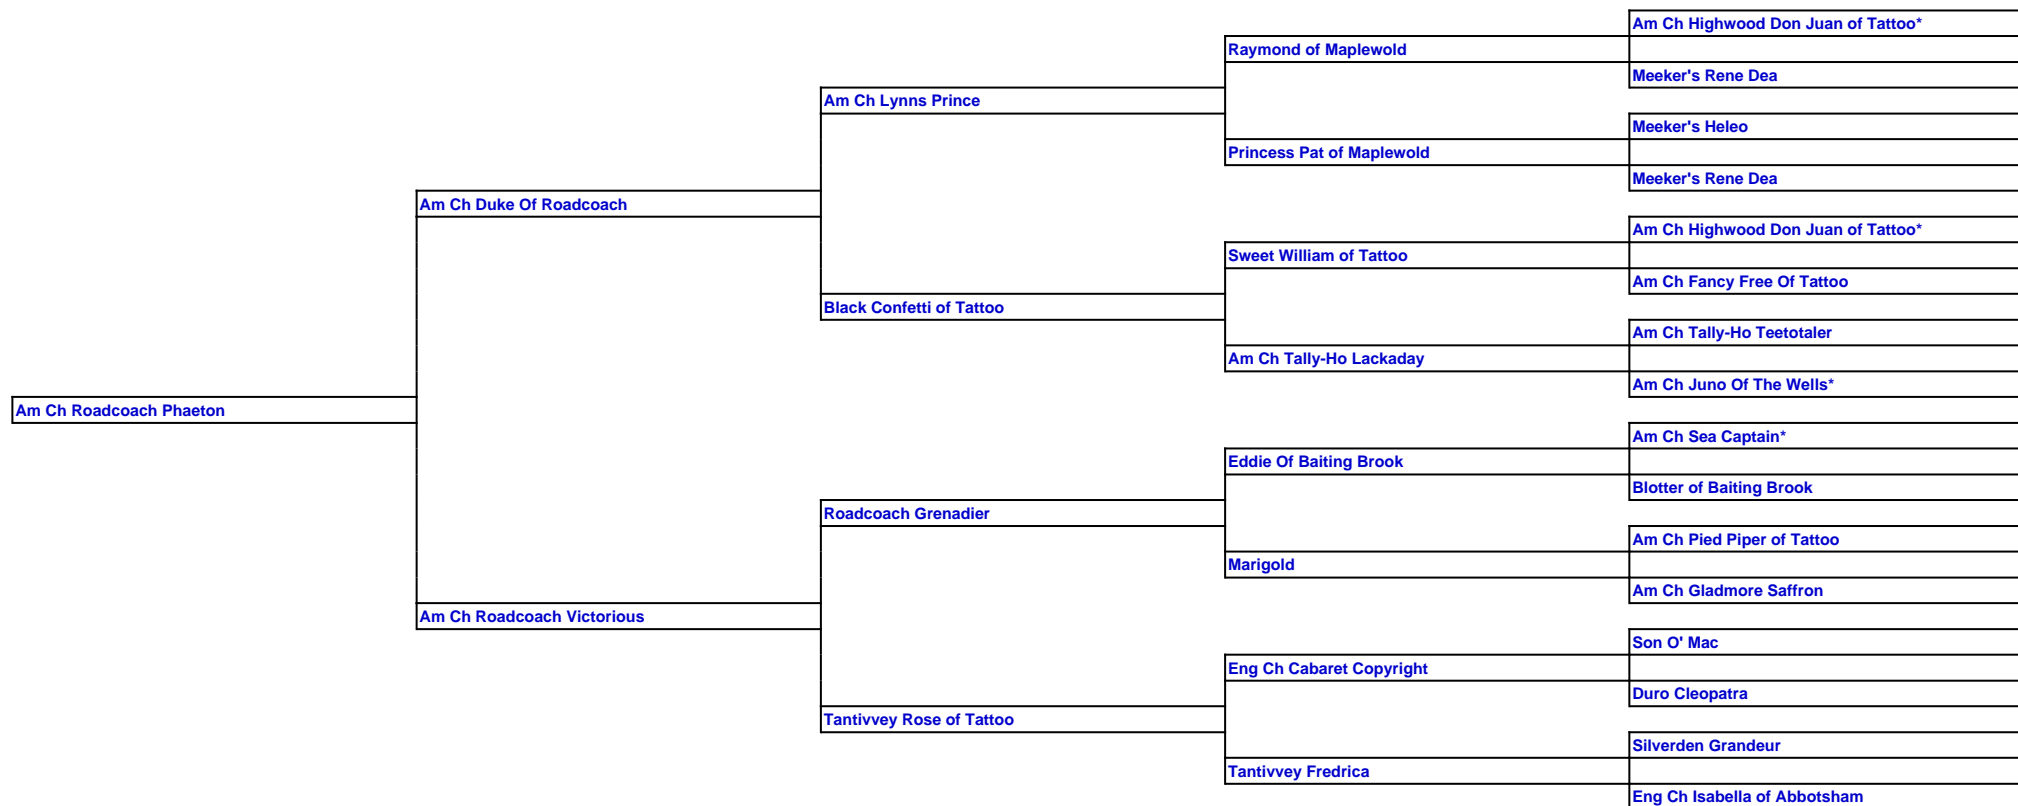 Am Ch Highwood Don Juan of Tattoo*
Raymond of Maplewold
Meeker's Rene Dea
Am Ch Lynns Prince
Meeker's Heleo
Princess Pat of Maplewold
Meeker's Rene Dea
Am Ch Duke Of Roadcoach
Am Ch Highwood Don Juan of Tattoo*
Sweet William of Tattoo
Am Ch Fancy Free Of Tattoo
Black Confetti of Tattoo
Am Ch Tally-Ho Teetotaler
Am Ch Tally-Ho Lackaday
Am Ch Juno Of The Wells*
Am Ch Roadcoach Phaeton
Am Ch Sea Captain*
Eddie Of Baiting Brook
Blotter of Baiting Brook
Roadcoach Grenadier
Am Ch Pied Piper of Tattoo
Marigold
Am Ch Gladmore Saffron
Am Ch Roadcoach Victorious
Son O' Mac
Eng Ch Cabaret Copyright
Duro Cleopatra
Tantivvey Rose of Tattoo
Silverden Grandeur
Tantivvey Fredrica
Eng Ch Isabella of Abbotsham